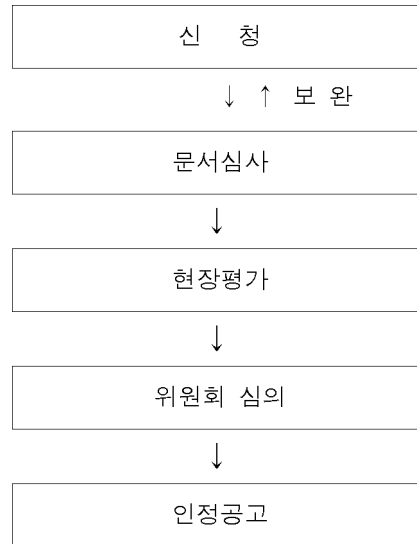 신 청
↓ ↑ 보 완
문서심사
↓
현장평가
↓
위원회 심의
↓
인정공고